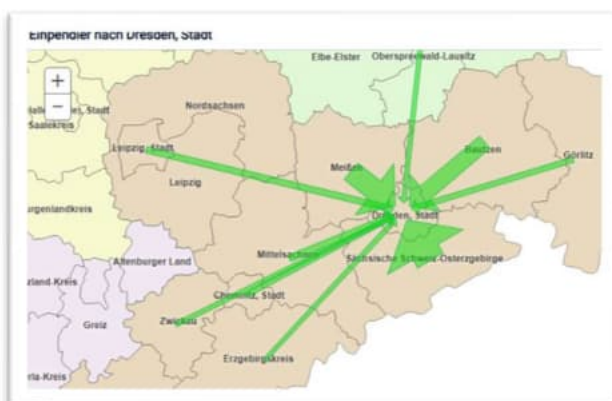 Einpendler nach Dresden, Stadt
+
−
Elbe-Elster
Oberspreewald-Lausitz
Nordsachsen
Saalekreis
Leipzig, Stadt
Leipzig
Meißen
Bautzen
Görlitz
Dresden, Stadt
Mittelsachsen
Sächsische Schweiz-Osterzgebirge
Altenburger Land
Chemnitz, Stadt
Zwickau
Greiz
Erzgebirgskreis